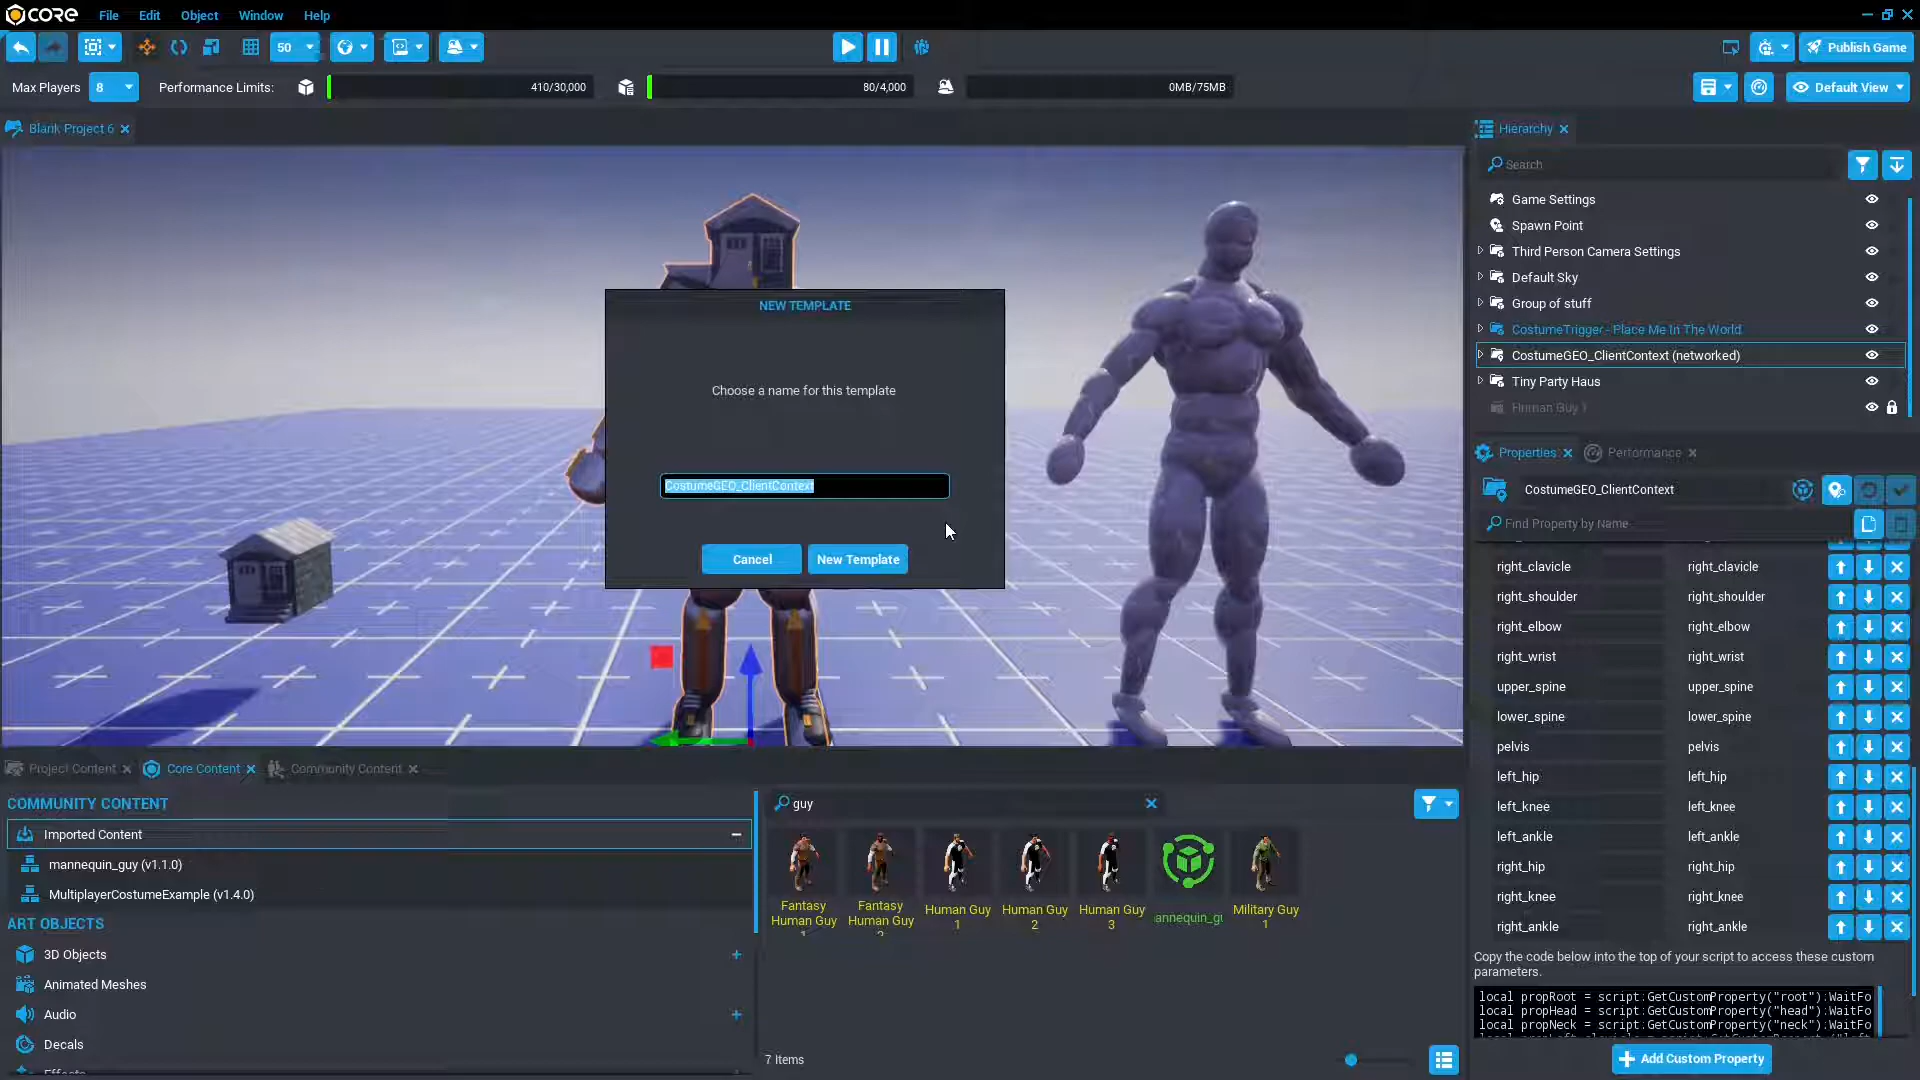 CORE
File
Edit
Object
Window
Help
50
Publish Game
Max Players
8
Performance Limits:
410/30,000
80/4,000
0MB/75MB
Default View
Blank Project 6
Hierarchy
Search
Game Settings
Spawn Point
Third Person Camera Settings
Default Sky
Group of stuff
CostumeTrigger - Place Me In The World
CostumeGEO_ClientContext (networked)
Tiny Party Haus
Human Guy 1
NEW TEMPLATE
Choose a name for this template
CostumeGEO_ClientContext
Cancel
New Template
Properties
Performance
CostumeGEO_ClientContext
Find Property by Name
right_clavicle right_clavicle
right_shoulder right_shoulder
right_elbow right_elbow
right_wrist right_wrist
upper_spine upper_spine
lower_spine lower_spine
pelvis pelvis
left_hip left_hip
left_knee left_knee
left_ankle left_ankle
right_hip right_hip
right_knee right_knee
right_ankle right_ankle
Copy the code below into the top of your script to access these custom
parameters.
local propRoot = script:GetCustomProperty("root"):WaitFo
local propHead = script:GetCustomProperty("head"):WaitFo
local propNeck = script:GetCustomProperty("neck"):WaitFo
Add Custom Property
Project Content
Core Content
Community Content
COMMUNITY CONTENT
Imported Content
mannequin_guy (v1.1.0)
MultiplayerCostumeExample (v1.4.0)
ART OBJECTS
3D Objects
Animated Meshes
Audio
Decals
Effects
guy
Fantasy
Human Guy
1
Fantasy
Human Guy
2
Human Guy
1
Human Guy
2
Human Guy
3
annequin_gu
Military Guy
1
7 Items